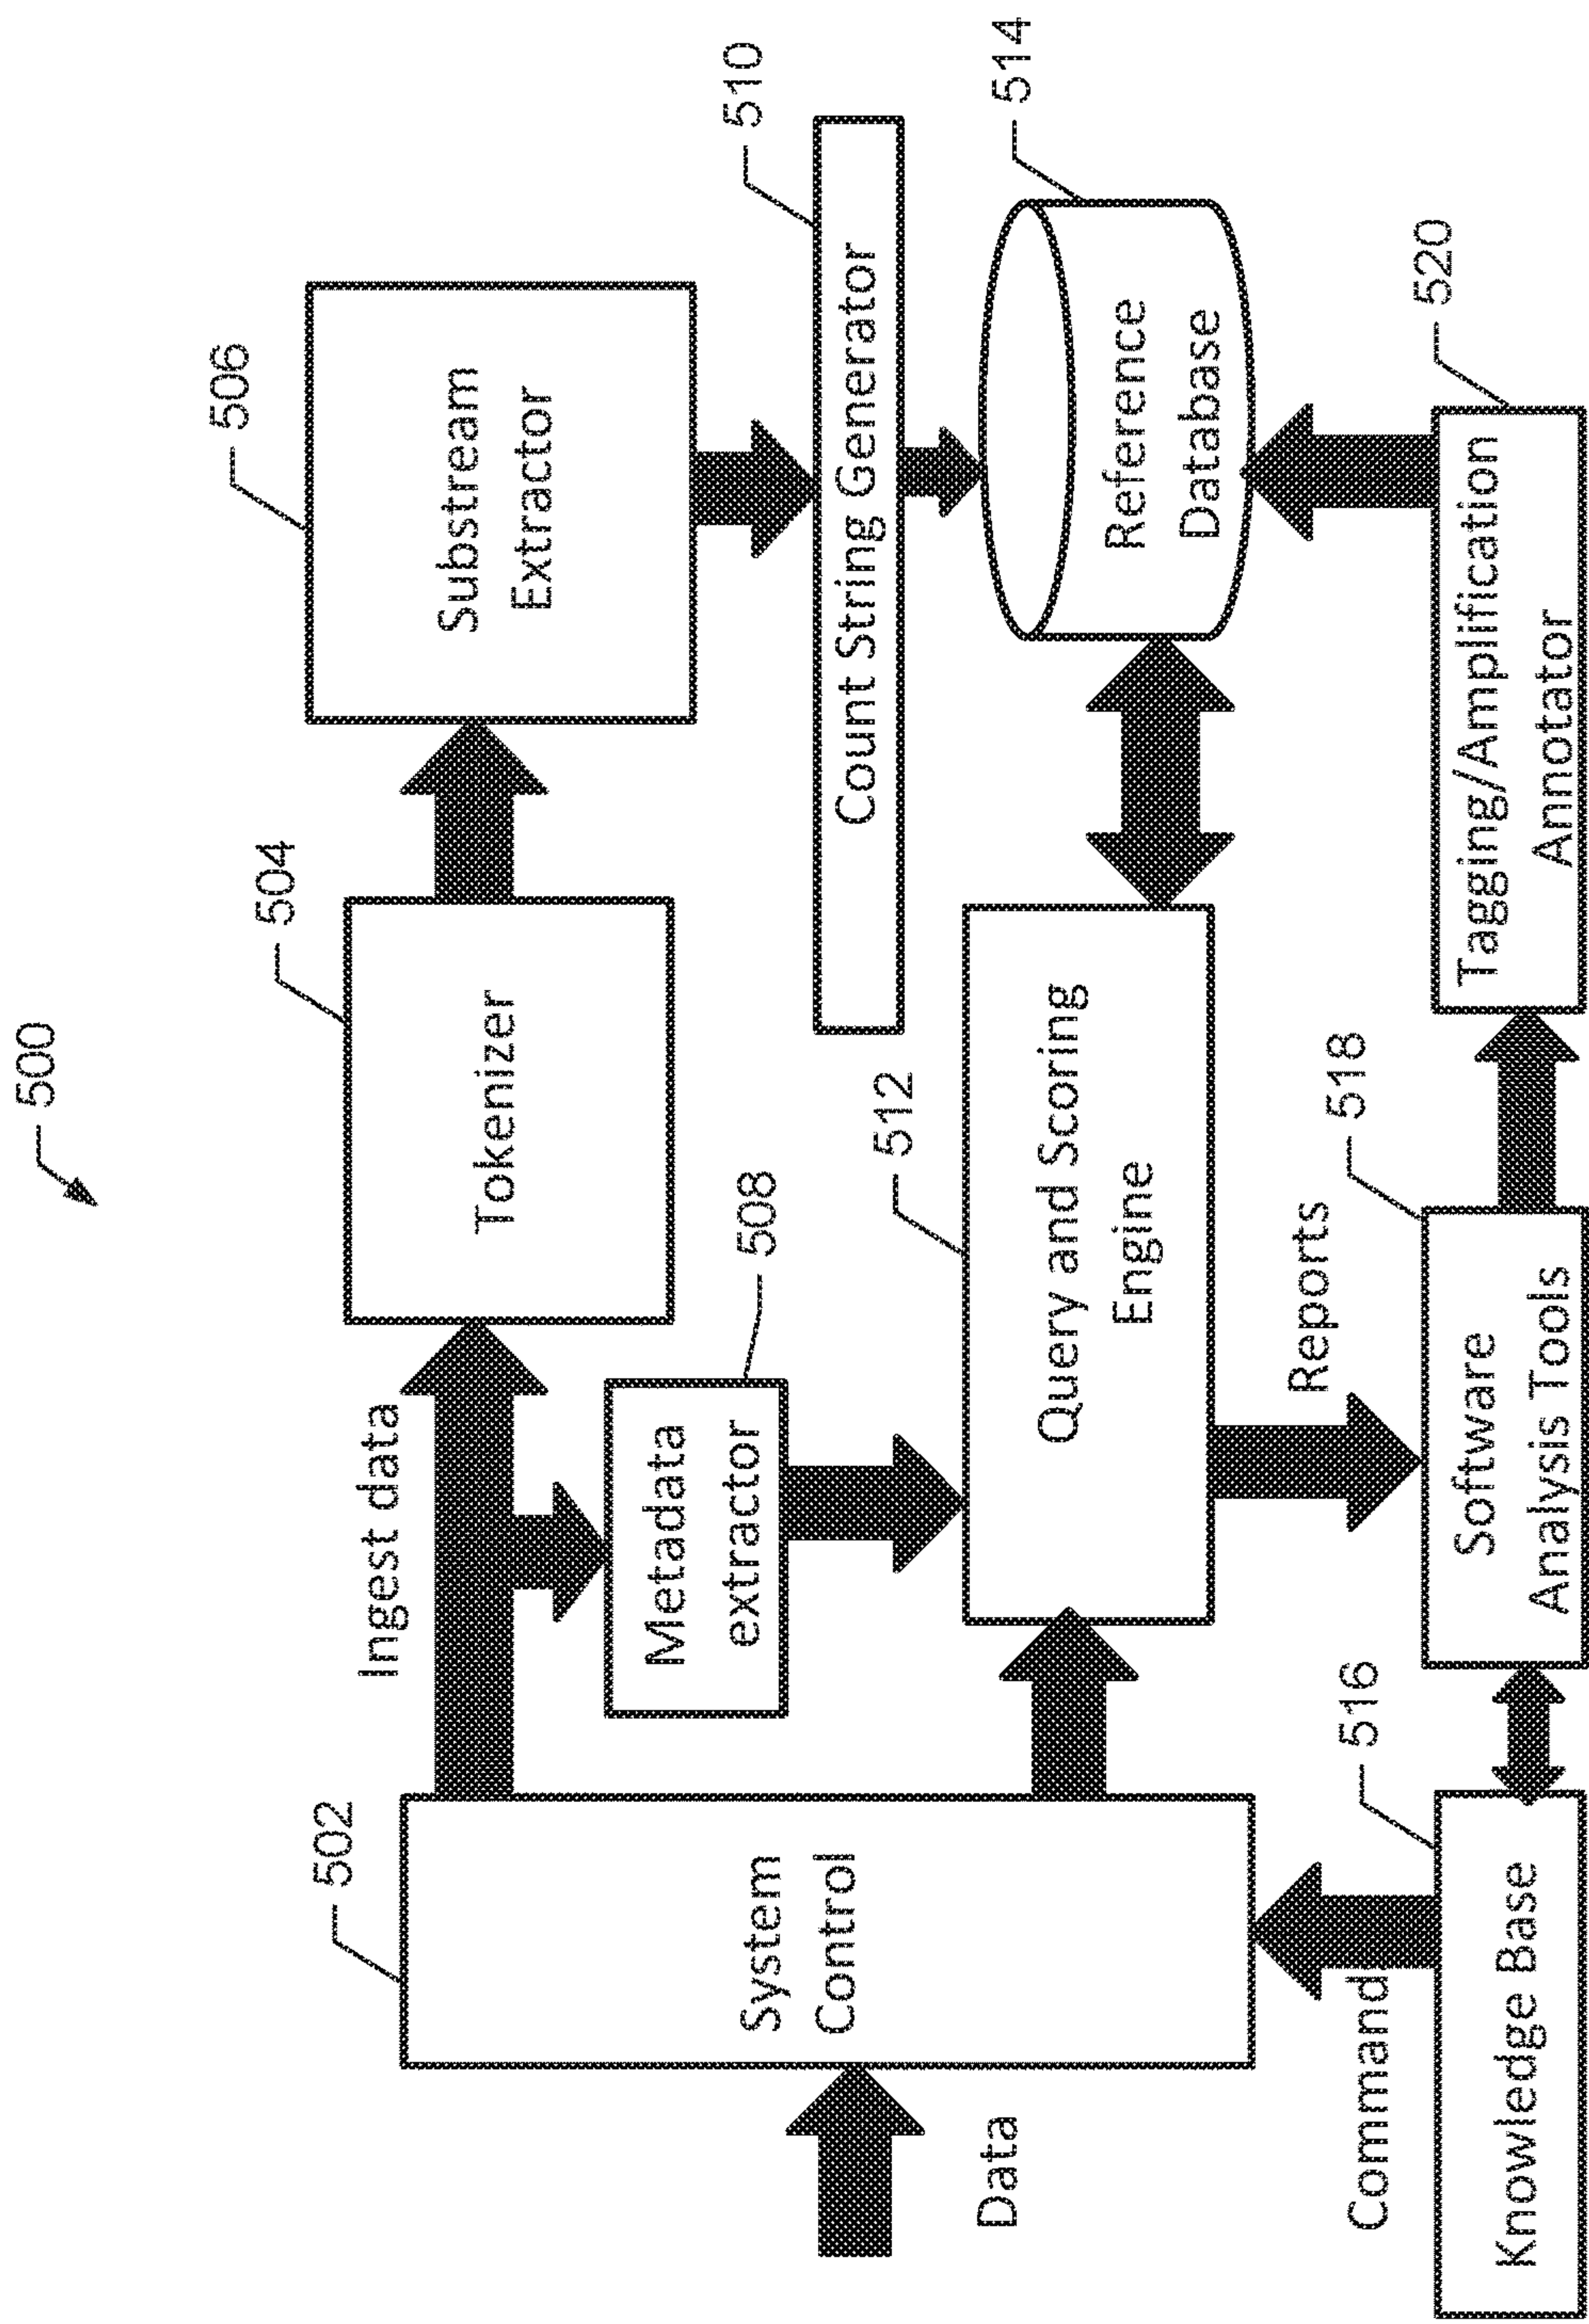 500
502
System
Control
Data
Ingest data
504
Tokenizer
506
Substream
Extractor
508
Metadata
extractor
510
Count String Generator
512
Query and Scoring
Engine
514
Reference
Database
Command
516
Knowledge Base
Reports
518
Software
Analysis Tools
520
Tagging/Amplification
Annotator